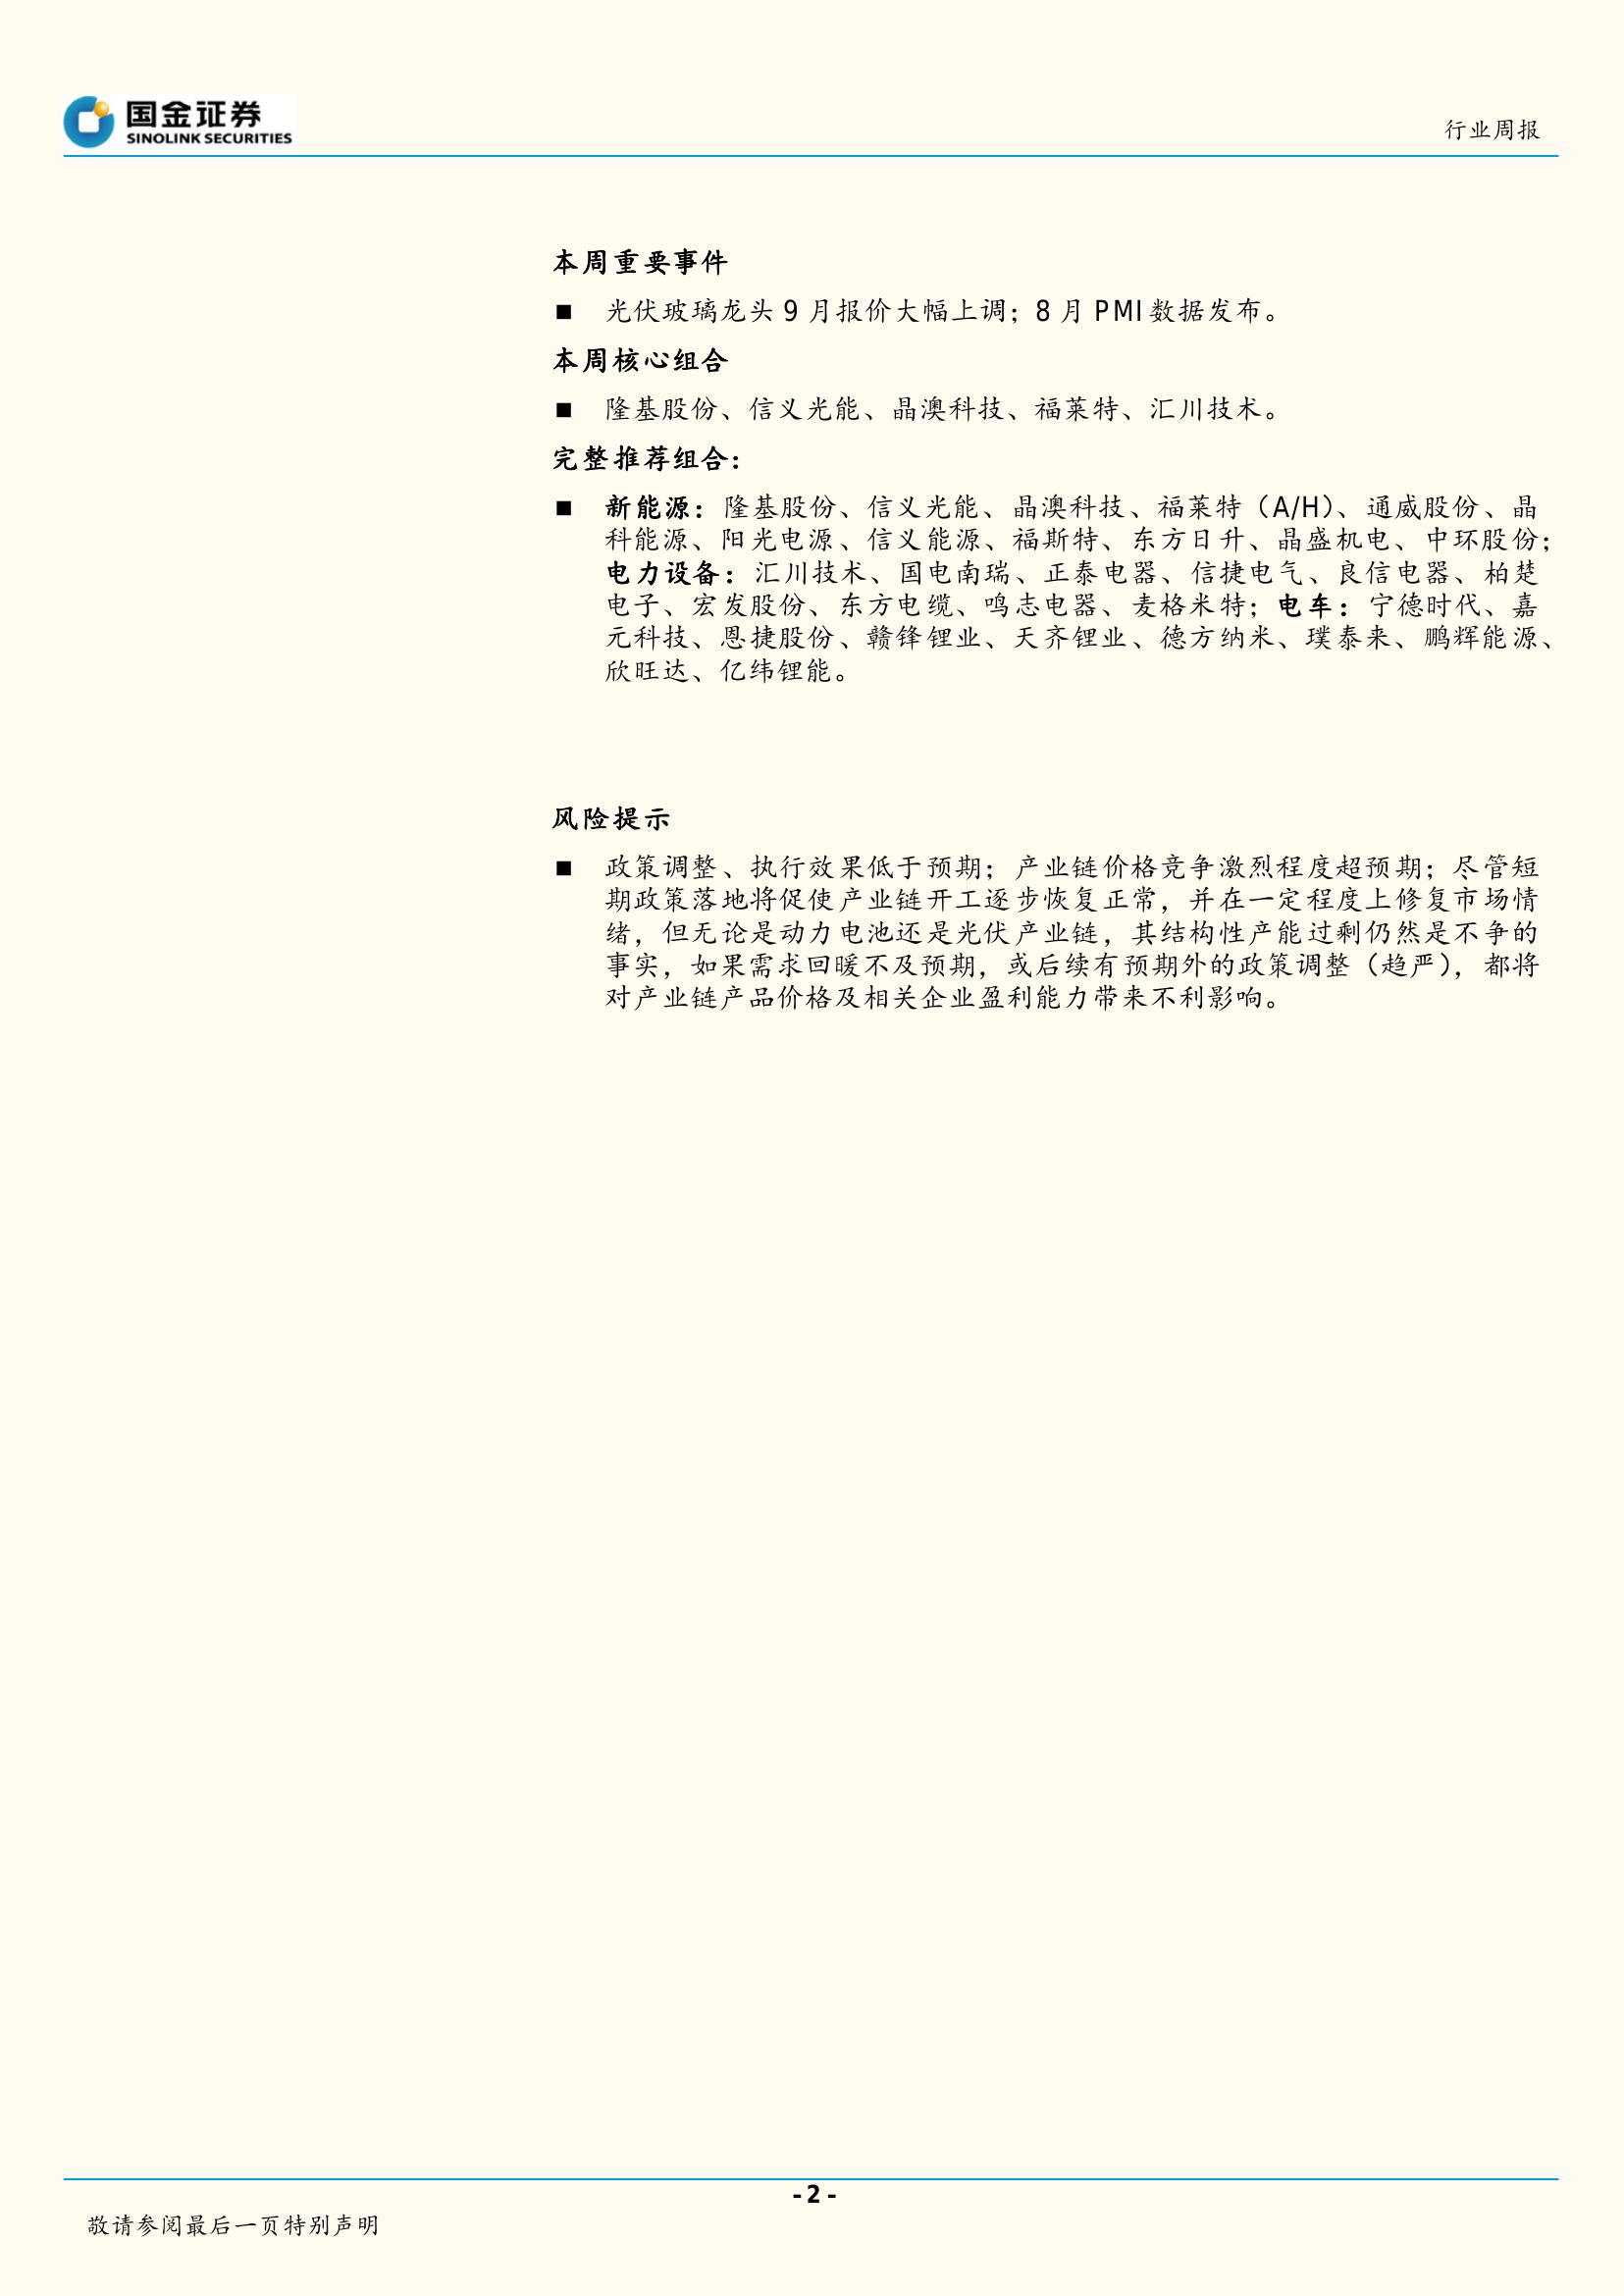 国金证券
SINOLINK SECURITIES
行业周报
本周重要事件
■ 光伏玻璃龙头 9 月报价大幅上调；8 月 PMI 数据发布。
本周核心组合
■ 隆基股份、信义光能、晶澳科技、福莱特、汇川技术。
完整推荐组合：
■ 新能源：隆基股份、信义光能、晶澳科技、福莱特（A/H）、通威股份、晶
科能源、阳光电源、信义能源、福斯特、东方日升、晶盛机电、中环股份；
电力设备：汇川技术、国电南瑞、正泰电器、信捷电气、良信电器、柏楚
电子、宏发股份、东方电缆、鸣志电器、麦格米特；电车：宁德时代、嘉
元科技、恩捷股份、赣锋锂业、天齐锂业、德方纳米、璞泰来、鹏辉能源、
欣旺达、亿纬锂能。
风险提示
■ 政策调整、执行效果低于预期；产业链价格竞争激烈程度超预期；尽管短
期政策落地将促使产业链开工逐步恢复正常，并在一定程度上修复市场情
绪，但无论是动力电池还是光伏产业链，其结构性产能过剩仍然是不争的
事实，如果需求回暖不及预期，或后续有预期外的政策调整（趋严），都将
对产业链产品价格及相关企业盈利能力带来不利影响。
- 2 -
敬请参阅最后一页特别声明